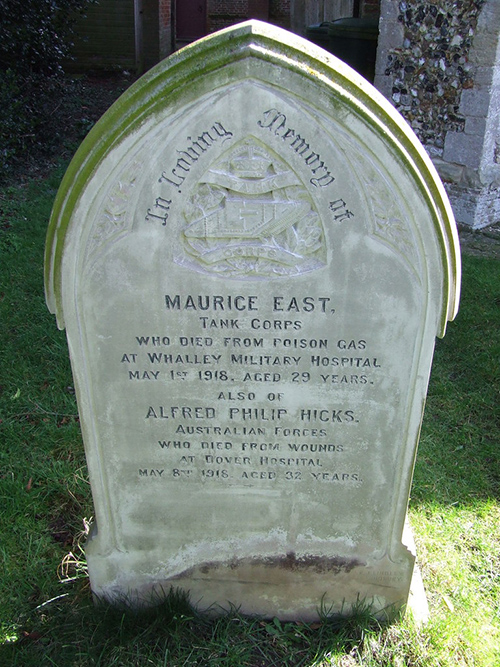 In Loving Memory of
MAURICE EAST,
TANK CORPS
WHO DIED FROM POISON GAS
AT WHALLEY MILITARY HOSPITAL
MAY 1ST 1918. AGED 29 YEARS.
ALSO OF
ALFRED PHILIP HICKS.
AUSTRALIAN FORCES
WHO DIED FROM WOUNDS
AT DOVER HOSPITAL
MAY 8TH 1918. AGED 32 YEARS.